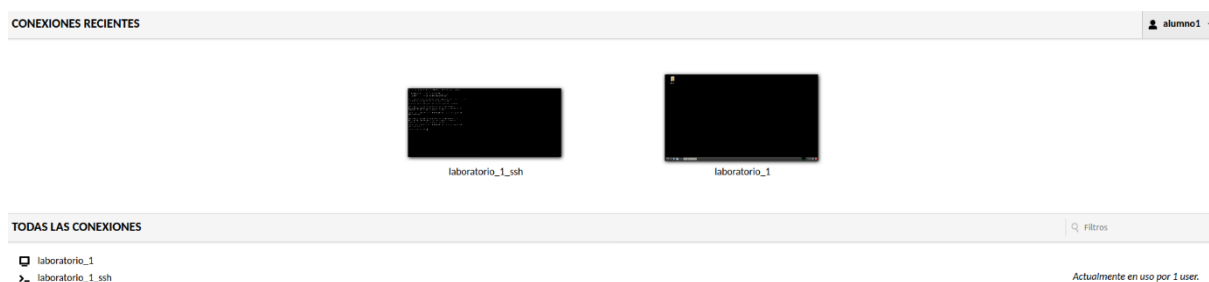 CONEXIONES RECIENTES
alumno1
laboratorio_1_ssh
laboratorio_1
TODAS LAS CONEXIONES
Filtros
laboratorio_1
laboratorio_1_ssh
Actualmente en uso por 1 user.